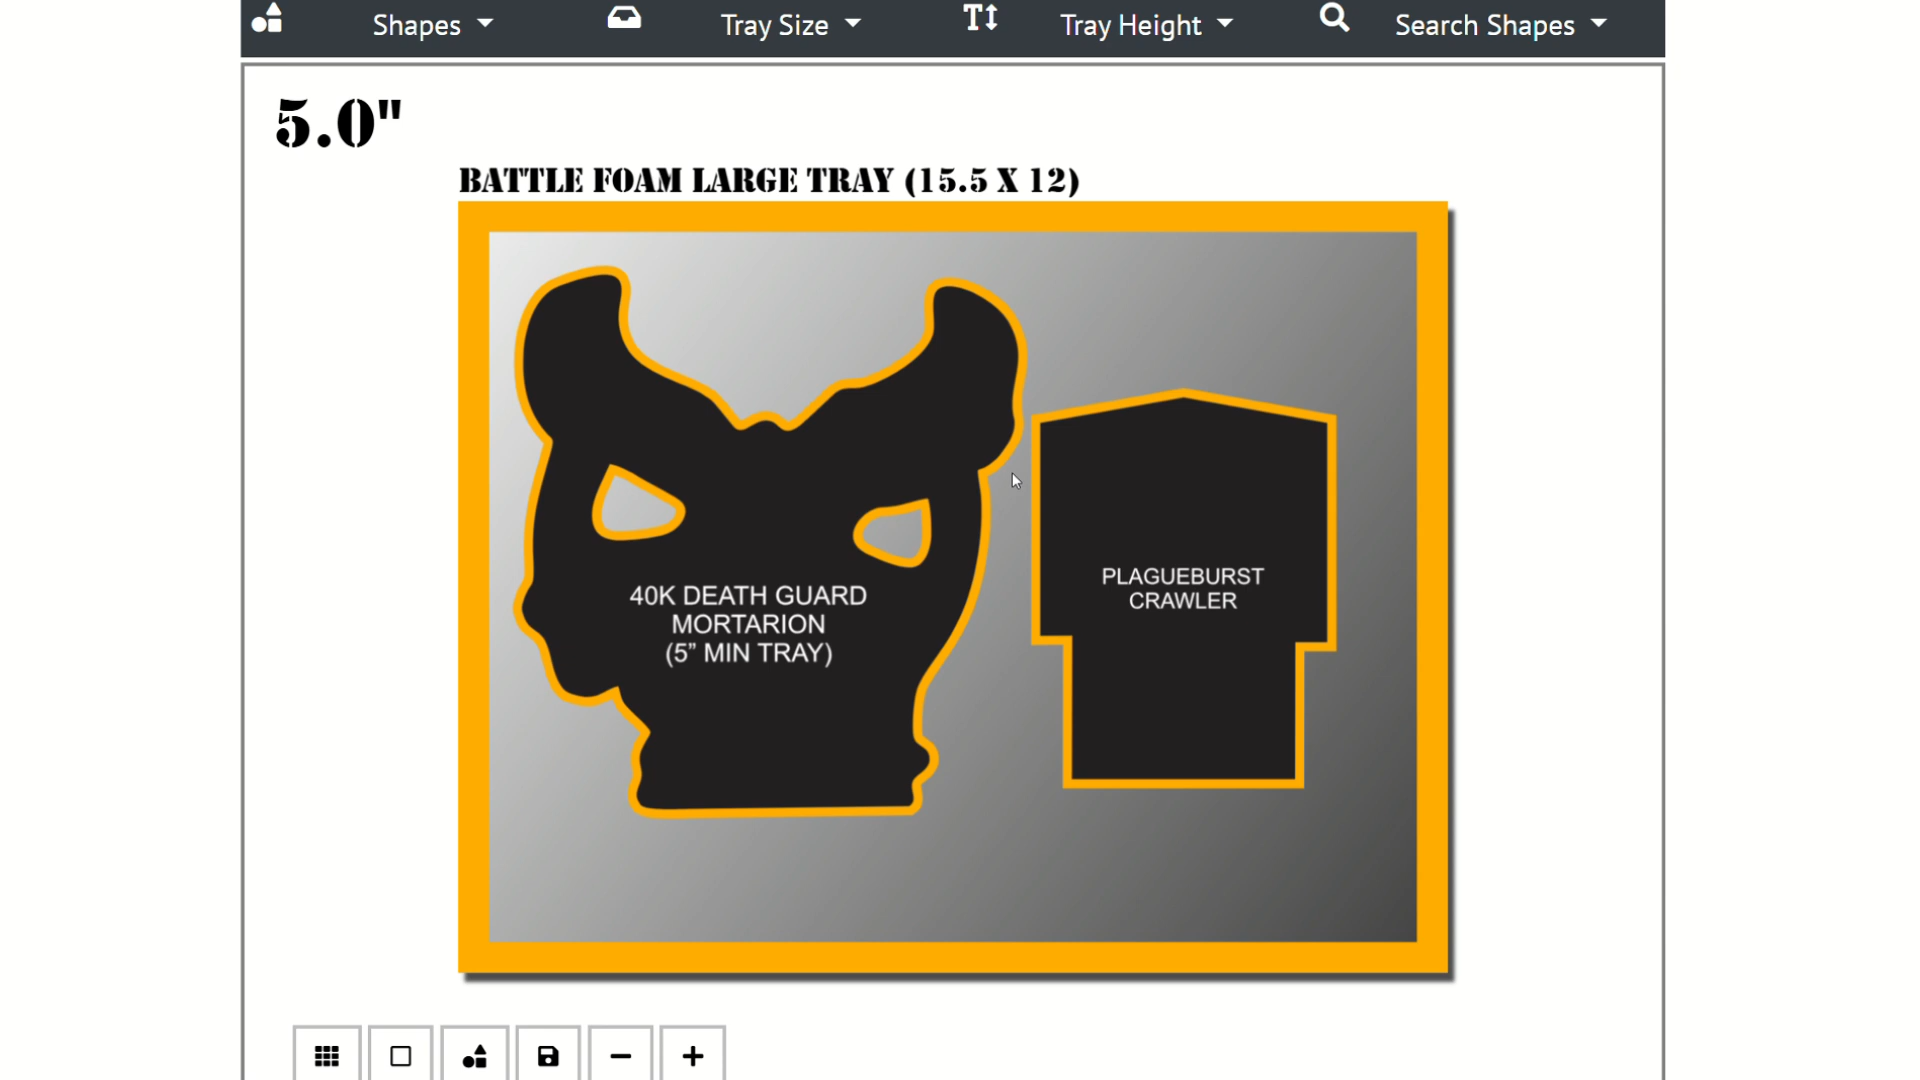 Shapes
Tray Size
Tray Height
Search Shapes
5.0"
BATTLE FOAM LARGE TRAY (15.5 X 12)
40K DEATH GUARD
MORTARION
(5” MIN TRAY)
PLAGUEBURST
CRAWLER